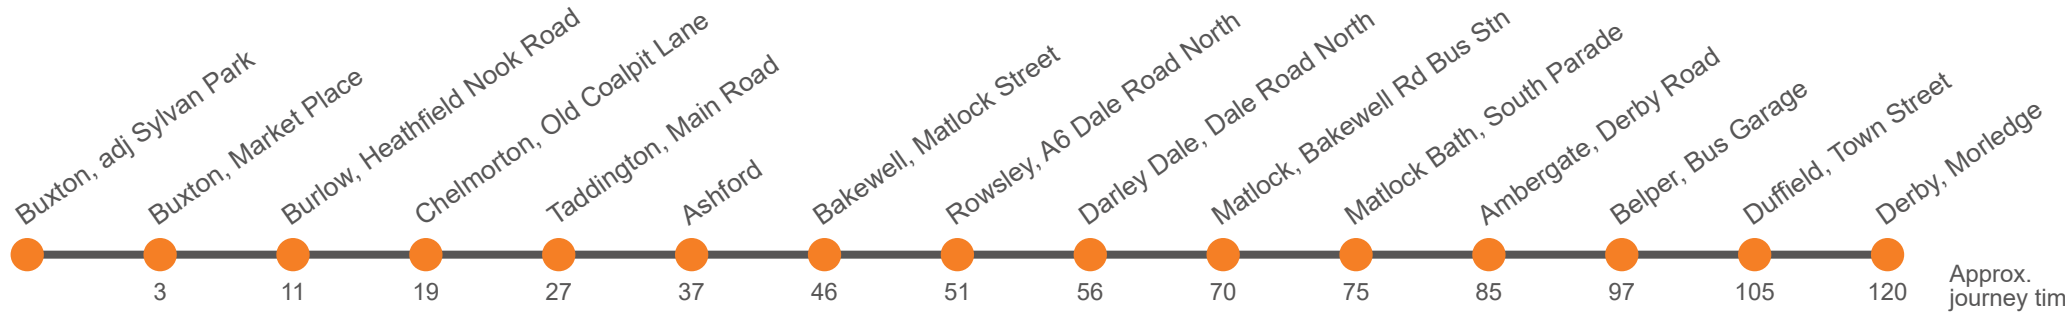 Buxton, adj Sylvan Park
Buxton, Market Place
Burlow, Heathfield Nook Road
Chelmorton, Old Coalpit Lane
Taddington, Main Road
Ashford
Bakewell, Matlock Street
Rowsley, A6 Dale Road North
Darley Dale, Dale Road North
Matlock, Bakewell Rd Bus Stn
Matlock Bath, South Parade
Ambergate, Derby Road
Belper, Bus Garage
Duffield, Town Street
Derby, Morledge
3
11
19
27
37
46
51
56
70
75
85
97
105
120
Approx.
journey tim